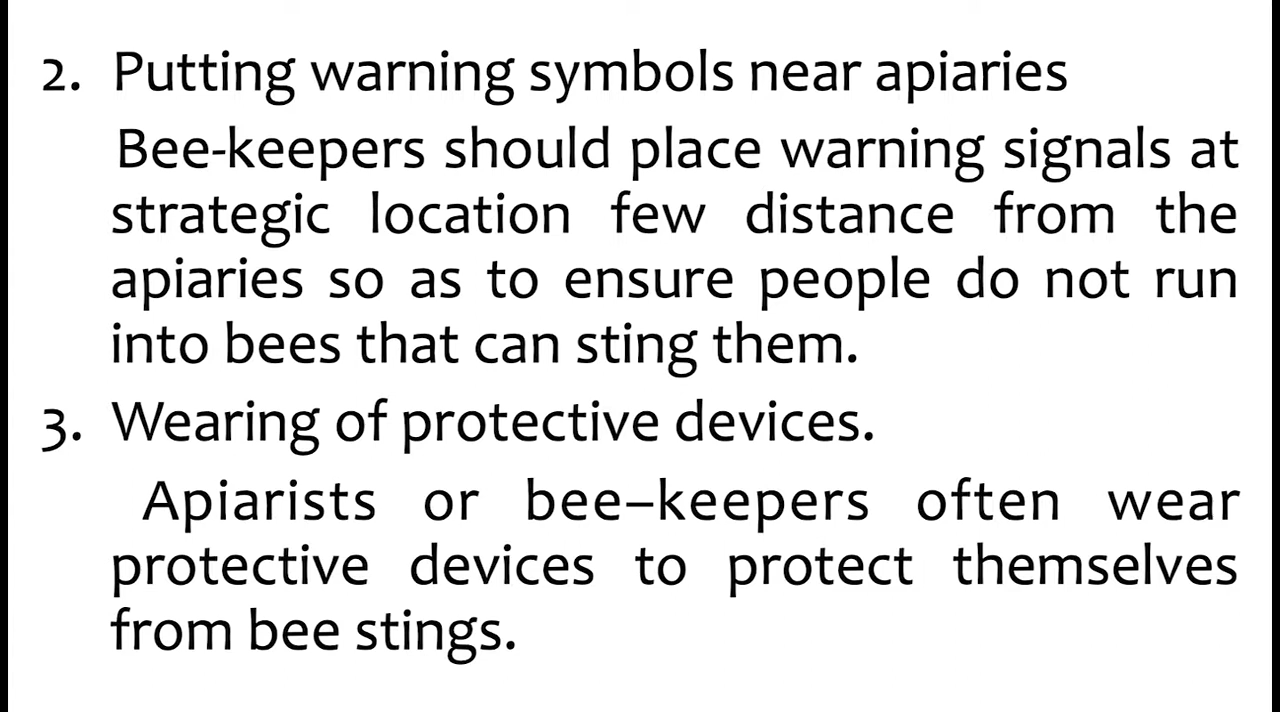 2. Putting warning symbols near apiaries
Bee-keepers should place warning signals at
strategic location few distance from the
apiaries so as to ensure people do not run
into bees that can sting them.
3. Wearing of protective devices.
Apiarists or bee–keepers often wear
protective devices to protect themselves
from bee stings.